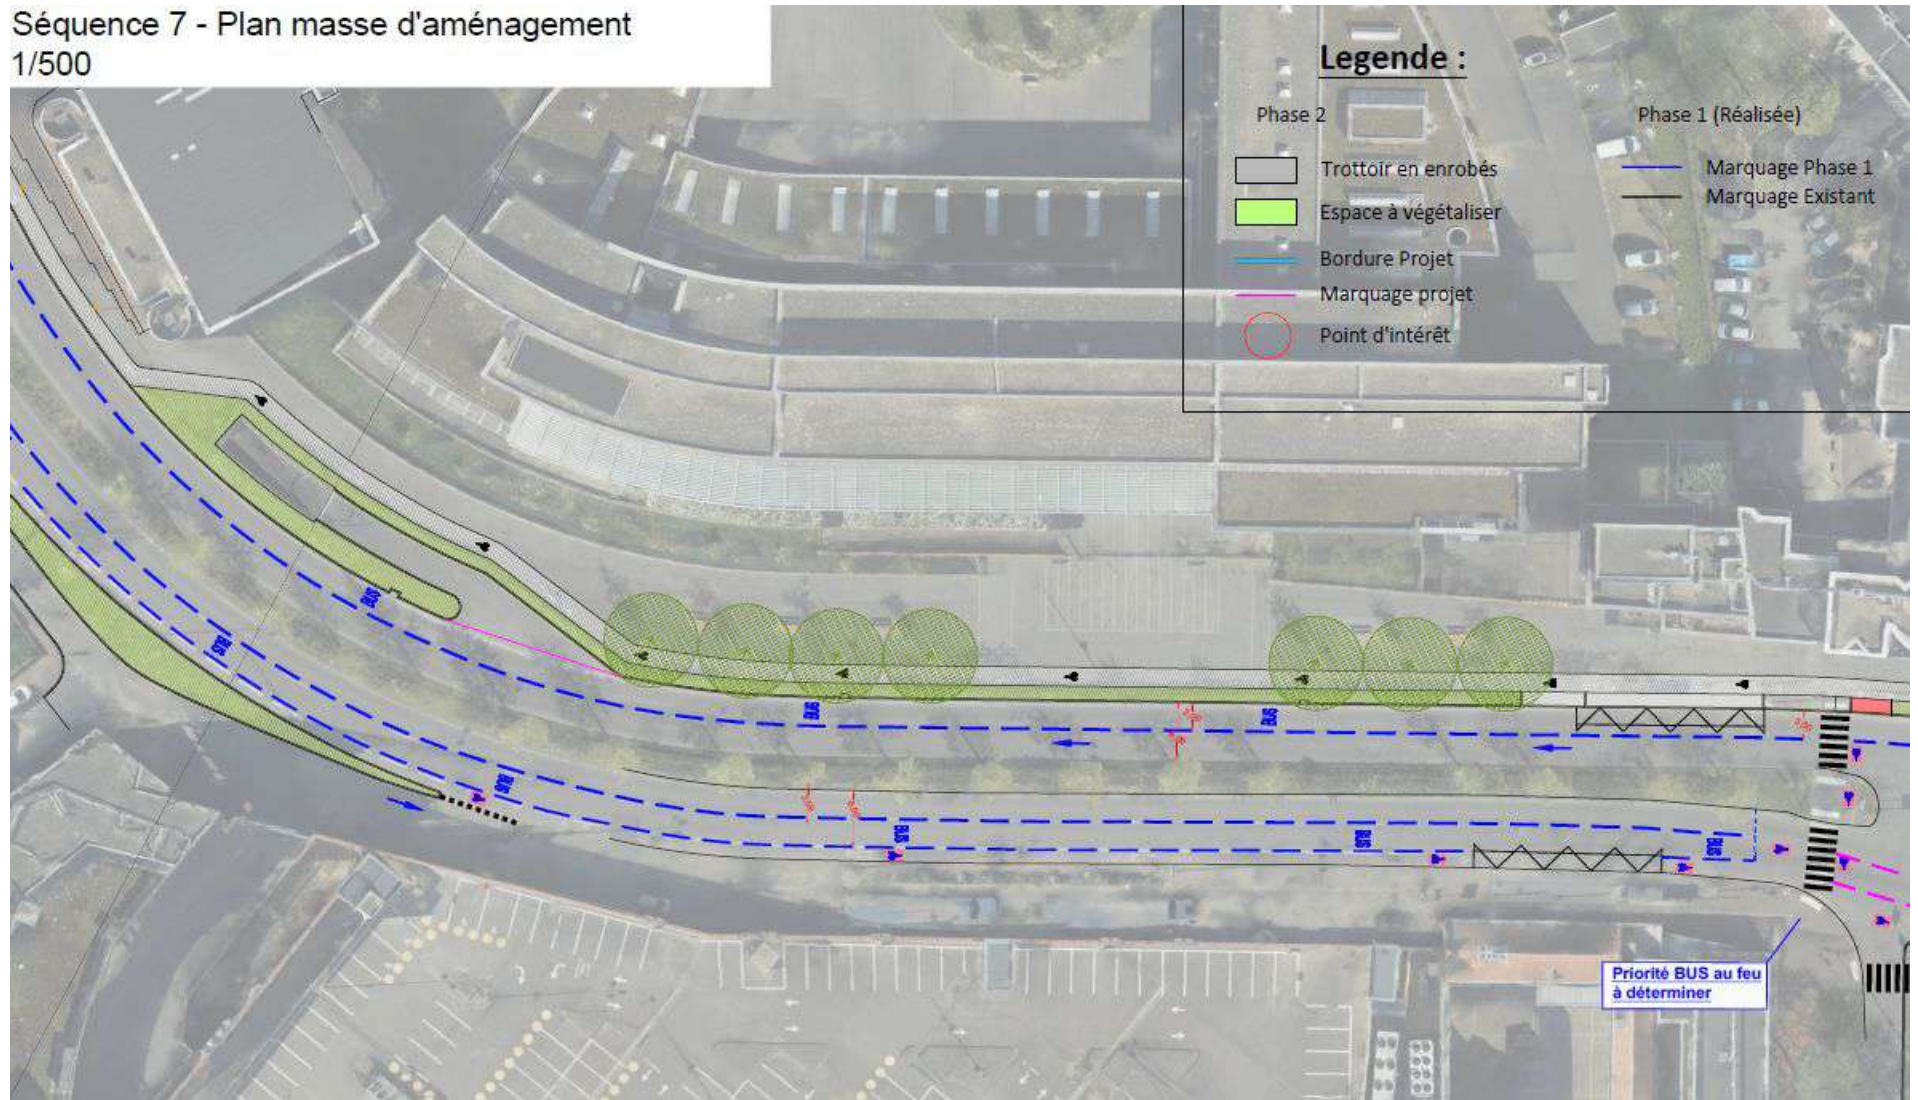 Séquence 7 - Plan masse d'aménagement
1/500
Legende :
Phase 2
Phase 1 (Réalisée)
Trottoir en enrobés
Marquage Phase 1
Marquage Existant
Espace à végétaliser
Bordure Projet
Marquage projet
Point d'intérêt
BUS
BUS
BUS
BUS
BUS
BUS
BUS
BUS
Priorité BUS au feu
à déterminer